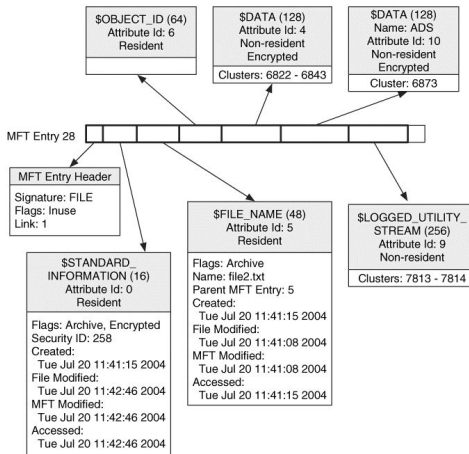 $OBJECT_ID (64)
Attribute Id: 6
Resident
$DATA (128)
Attribute Id: 4
Non-resident
Encrypted
Clusters: 6822 - 6843
$DATA (128)
Name: ADS
Attribute Id: 10
Non-resident
Encrypted
Cluster: 6873
MFT Entry 28
MFT Entry Header
Signature: FILE
Flags: Inuse
Link: 1
$STANDARD_
INFORMATION (16)
Attribute Id: 0
Resident
Flags: Archive, Encrypted
Security ID: 258
Created:
Tue Jul 20 11:41:15 2004
File Modified:
Tue Jul 20 11:42:46 2004
MFT Modified:
Tue Jul 20 11:42:46 2004
Accessed:
Tue Jul 20 11:42:46 2004
$FILE_NAME (48)
Attribute Id: 5
Resident
Flags: Archive
Name: file2.txt
Parent MFT Entry: 5
Created:
Tue Jul 20 11:41:15 2004
File Modified:
Tue Jul 20 11:41:08 2004
MFT Modified:
Tue Jul 20 11:41:08 2004
Accessed:
Tue Jul 20 11:41:15 2004
$LOGGED_UTILITY_
STREAM (256)
Attribute Id: 9
Non-resident
Clusters: 7813 - 7814